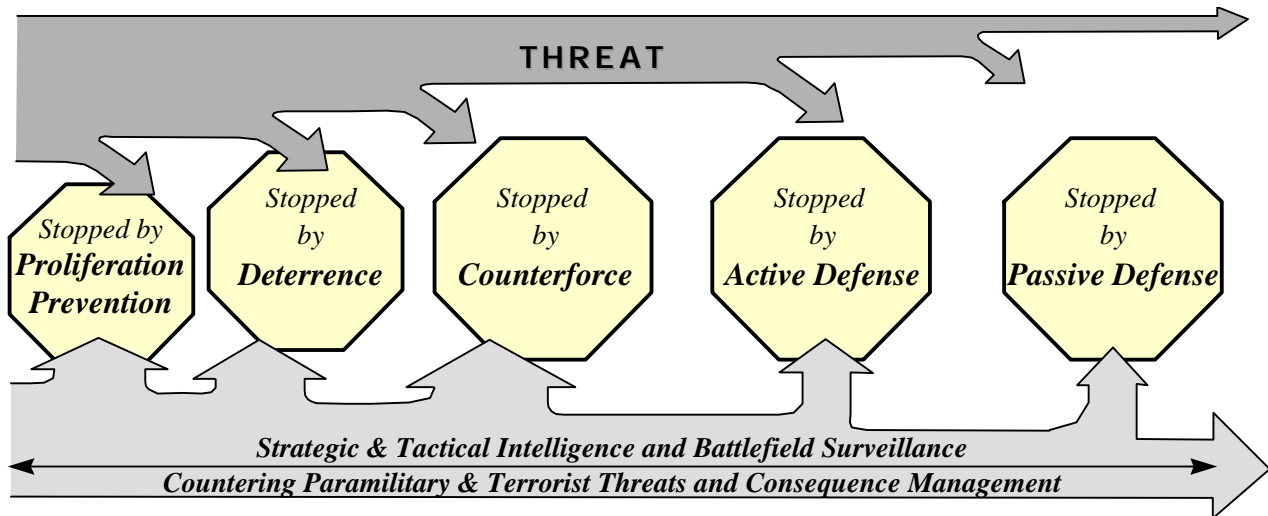 THREAT
Stopped by
Proliferation
Prevention
Stopped
by
Deterrence
Stopped
by
Counterforce
Stopped
by
Active Defense
Stopped
by
Passive Defense
Strategic & Tactical Intelligence and Battlefield Surveillance
Countering Paramilitary & Terrorist Threats and Consequence Management